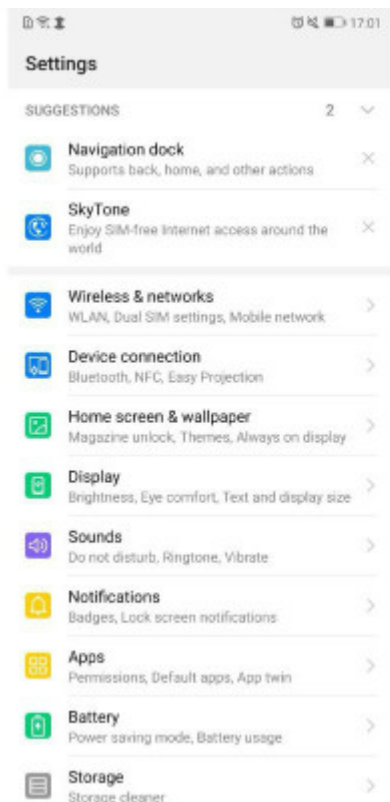 17:01
Settings
SUGGESTIONS 2
Navigation dock
Supports back, home, and other actions
SkyTone
Enjoy SIM-free Internet access around the
world
Wireless & networks
WLAN, Dual SIM settings, Mobile network
Device connection
Bluetooth, NFC, Easy Projection
Home screen & wallpaper
Magazine unlock, Themes, Always on display
Display
Brightness, Eye comfort, Text and display size
Sounds
Do not disturb, Ringtone, Vibrate
Notifications
Badges, Lock screen notifications
Apps
Permissions, Default apps, App twin
Battery
Power saving mode, Battery usage
Storage
Storage cleaner